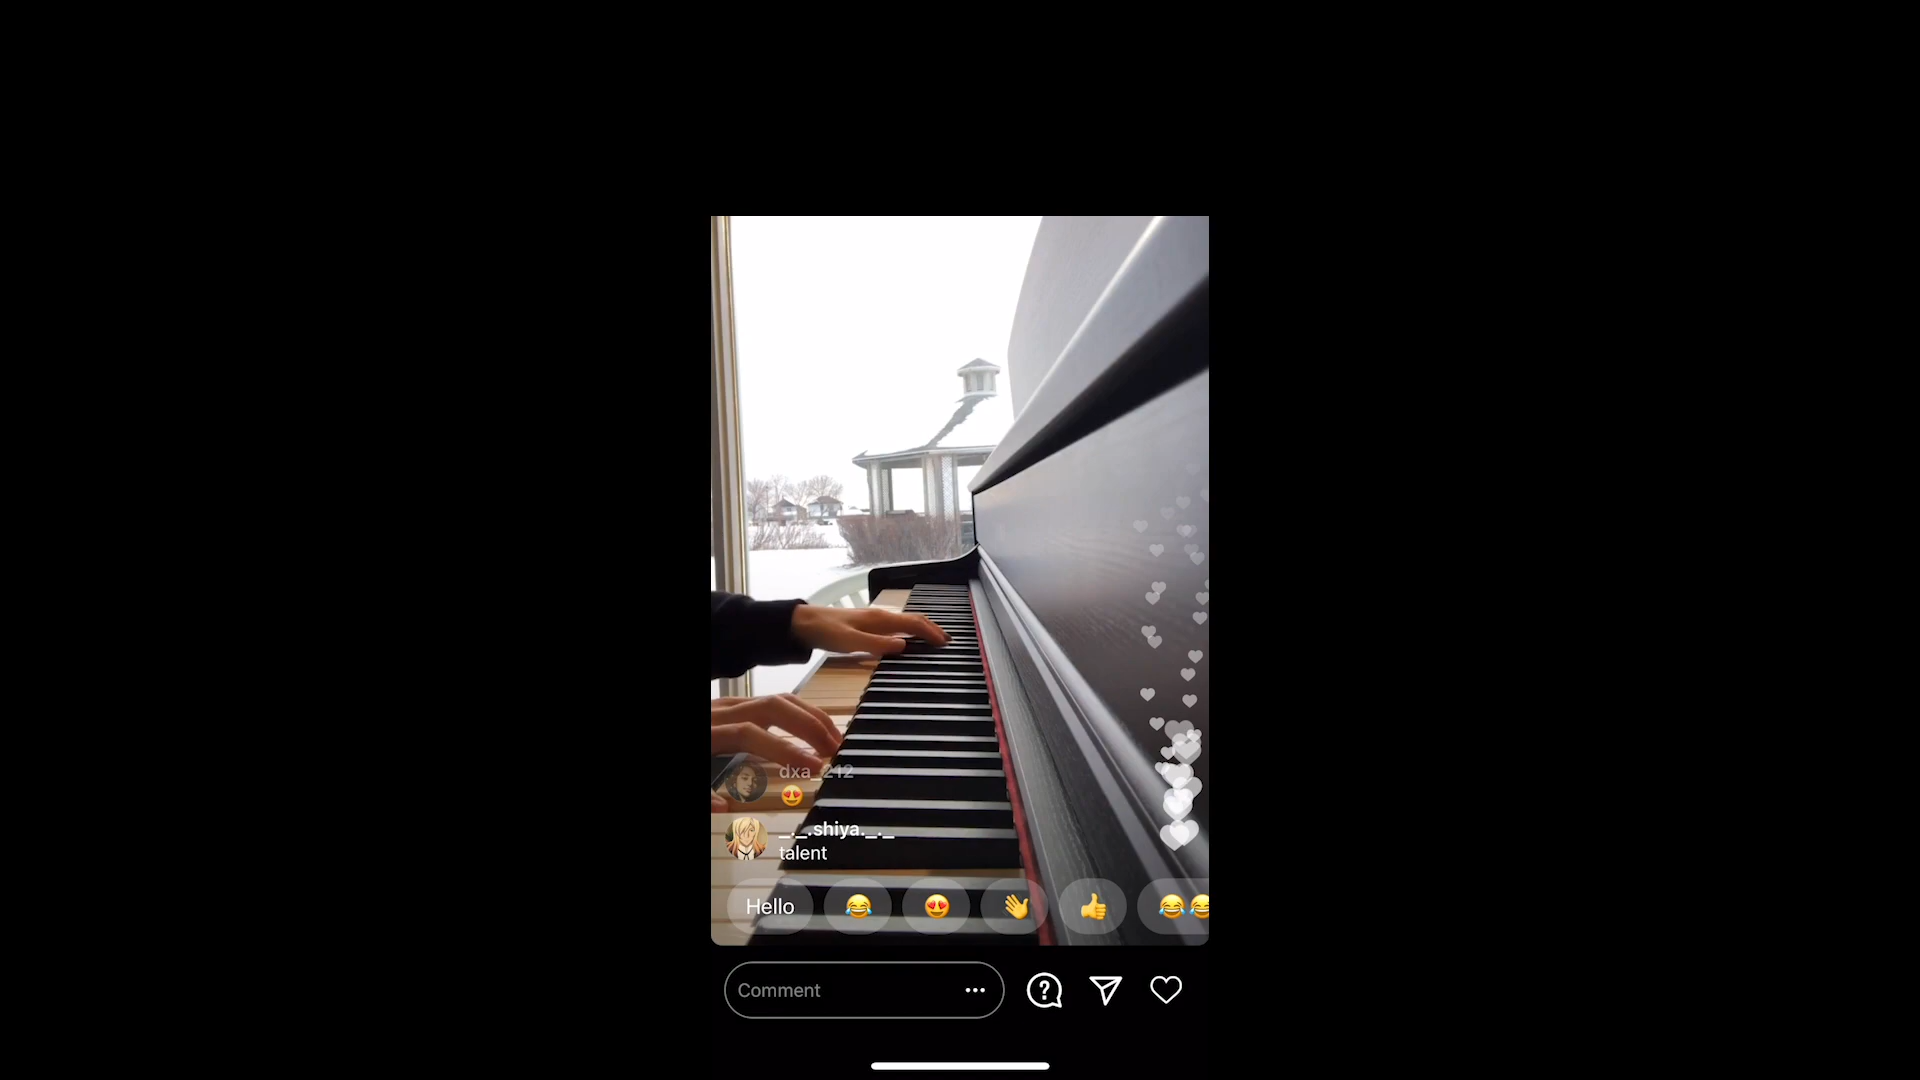 dxa_212
😍
_._.shiya._._
talent
Hello
Comment